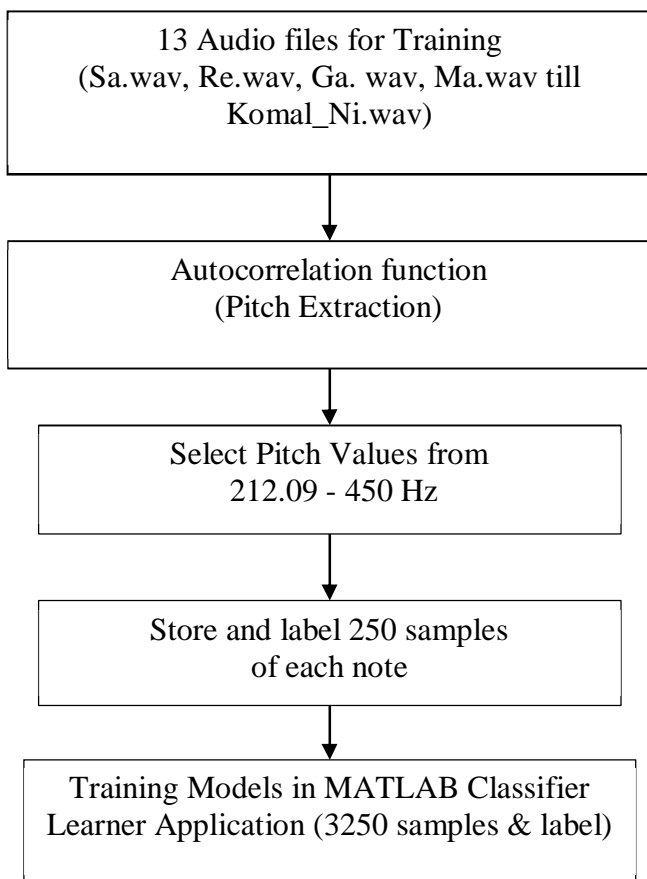 13 Audio files for Training
(Sa.wav, Re.wav, Ga. wav, Ma.wav till
Komal_Ni.wav)
Autocorrelation function
(Pitch Extraction)
Select Pitch Values from
212.09 - 450 Hz
Store and label 250 samples
of each note
Training Models in MATLAB Classifier
Learner Application (3250 samples & label)